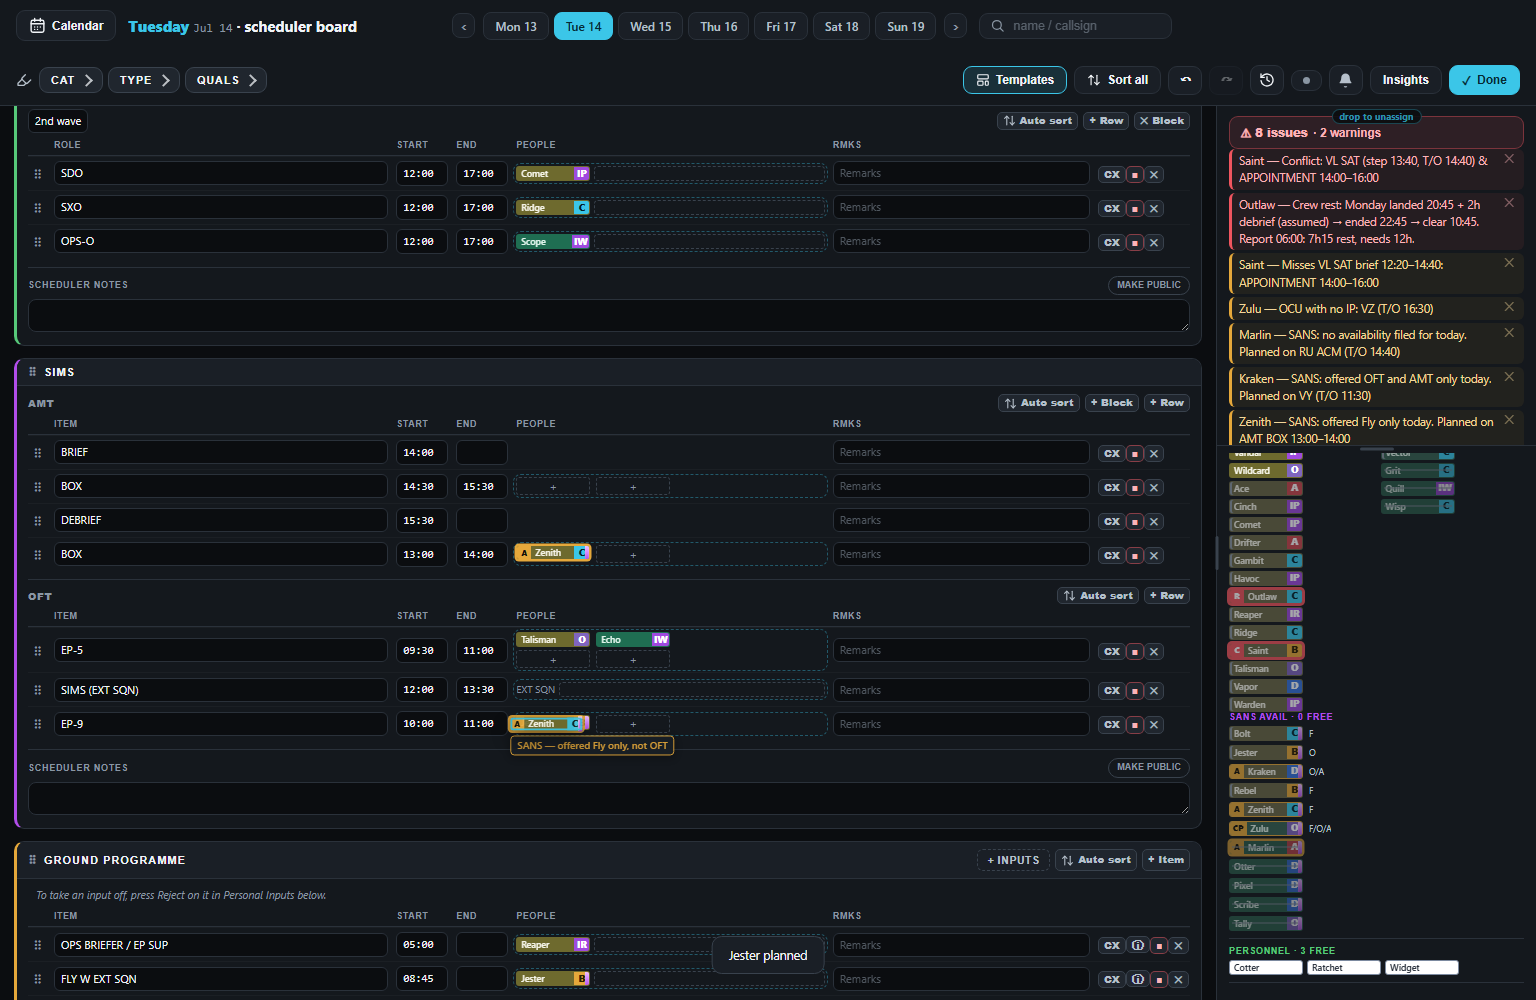 Calendar
Tuesday Jul 14 · scheduler board
‹ Mon 13 Tue 14 Wed 15 Thu 16 Fri 17 Sat 18 Sun 19 ›
name / callsign
CAT TYPE QUALS
Templates Sort all Insights ✓ Done
2nd wave Auto sort + Row × Block
ROLE START END PEOPLE RMKS
SDO 12:00 17:00 Comet IP Remarks CX
SXO 12:00 17:00 Ridge C Remarks CX
OPS-O 12:00 17:00 Scope IW Remarks CX
SCHEDULER NOTES MAKE PUBLIC
SIMS
AMT Auto sort + Block + Row
ITEM START END PEOPLE RMKS
BRIEF 14:00 Remarks CX
BOX 14:30 15:30 + + Remarks CX
DEBRIEF 15:30 Remarks CX
BOX 13:00 14:00 A Zenith C + Remarks CX
OFT Auto sort + Row
ITEM START END PEOPLE RMKS
EP-5 09:30 11:00 Talisman O Echo IW + + Remarks CX
SIMS (EXT SQN) 12:00 13:30 EXT SQN Remarks CX
EP-9 10:00 11:00 A Zenith C + Remarks CX
SANS — offered Fly only, not OFT
SCHEDULER NOTES MAKE PUBLIC
GROUND PROGRAMME + INPUTS Auto sort + Item
To take an input off, press Reject on it in Personal Inputs below.
ITEM START END PEOPLE RMKS
OPS BRIEFER / EP SUP 05:00 Reaper IR Remarks CX
FLY W EXT SQN 08:45 Jester B Remarks CX
Jester planned
drop to unassign
⚠ 8 issues · 2 warnings
Saint — Conflict: VL SAT (step 13:40, T/O 14:40) &
APPOINTMENT 14:00–16:00
Outlaw — Crew rest: Monday landed 20:45 + 2h
debrief (assumed) → ended 22:45 → clear 10:45.
Report 06:00: 7h15 rest, needs 12h.
Saint — Misses VL SAT brief 12:20–14:40:
APPOINTMENT 14:00–16:00
Zulu — OCU with no IP: VZ (T/O 16:30)
Marlin — SANS: no availability filed for today.
Planned on RU ACM (T/O 14:40)
Kraken — SANS: offered OFT and AMT only today.
Planned on VY (T/O 11:30)
Zenith — SANS: offered Fly only today. Planned on
AMT BOX 13:00–14:00
Vandal Vector C
Wildcard O Grit C
Ace A Quill IW
Cinch IP Wisp C
Comet IP
Drifter A
Gambit C
Havoc IP
R Outlaw C
Reaper IR
Ridge C
C Saint B
Talisman O
Vapor D
Warden IP
SANS AVAIL · 0 FREE
Bolt C F
Jester B O
A Kraken D O/A
Rebel B F
A Zenith C F
CP Zulu O F/O/A
A Marlin A
Otter D
Pixel D
Scribe D
Tally O
PERSONNEL · 3 FREE
Cotter Ratchet Widget